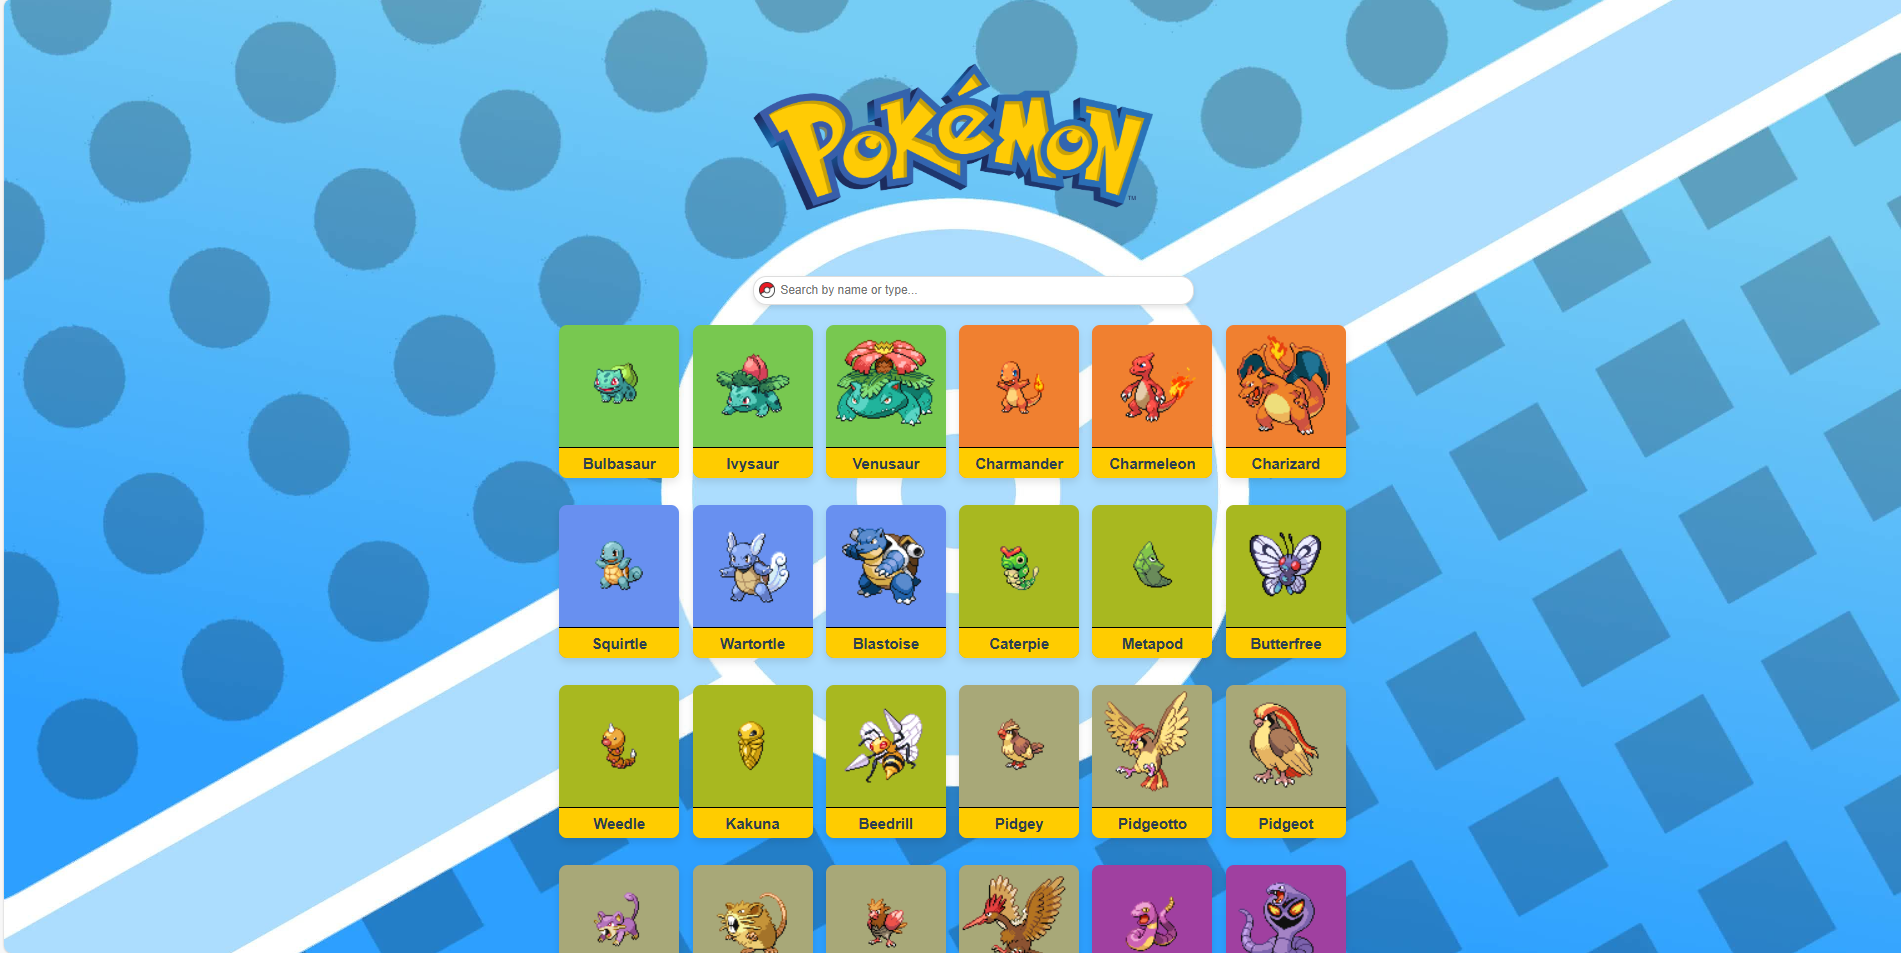 POKéMON
TM
Search by name or type...
Bulbasaur Ivysaur Venusaur Charmander Charmeleon Charizard
Squirtle Wartortle Blastoise Caterpie Metapod Butterfree
Weedle Kakuna Beedrill Pidgey Pidgeotto Pidgeot